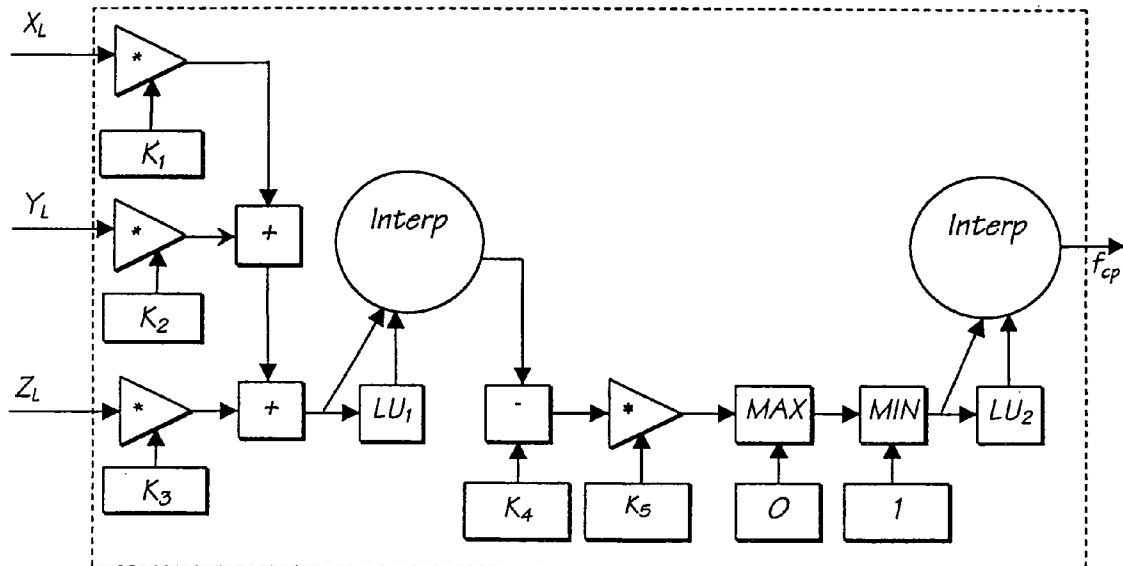 X_L
*
K_1
Y_L
*
+
K_2
Interp
Interp
f_cp
Z_L
*
+
LU_1
-
*
MAX
MIN
LU_2
K_3
K_4
K_5
0
1